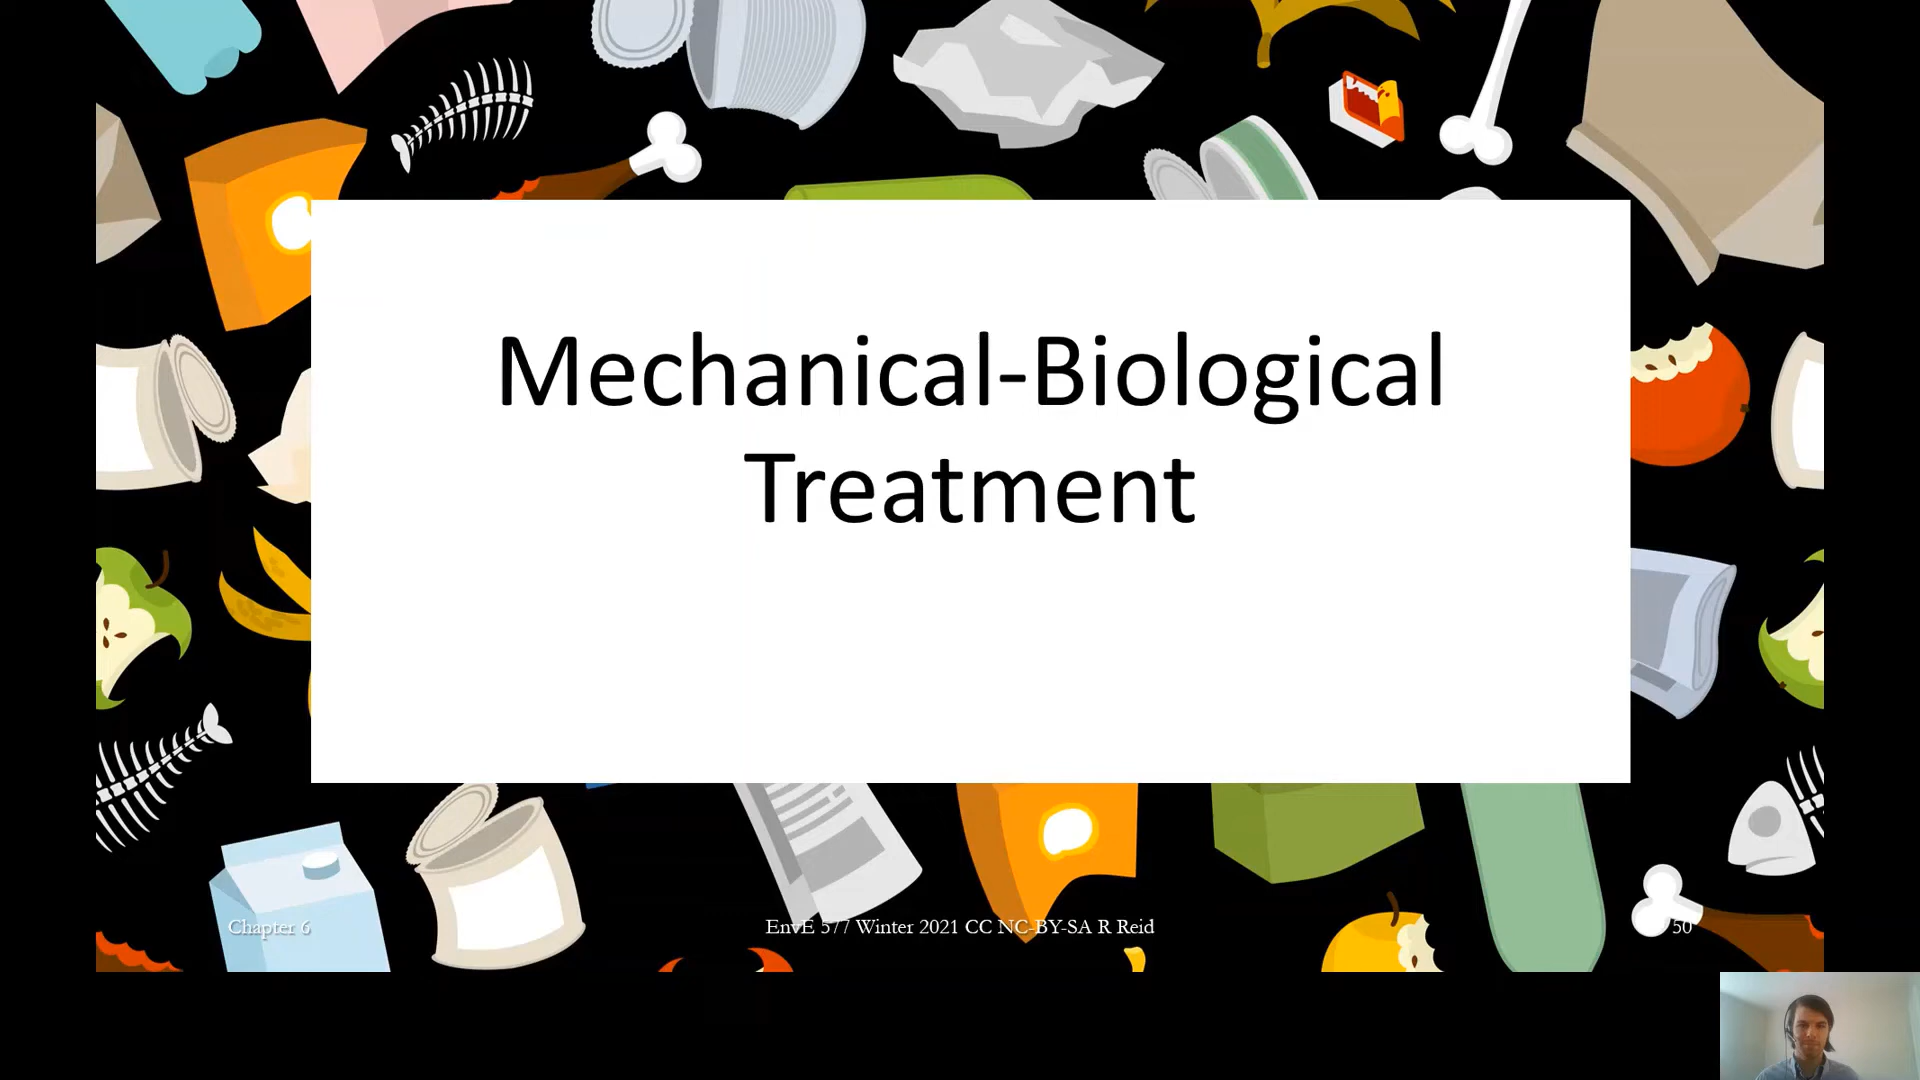 Mechanical-Biological
Treatment
Chapter 6
EnvE 577 Winter 2021 CC NC-BY-SA R Reid
50